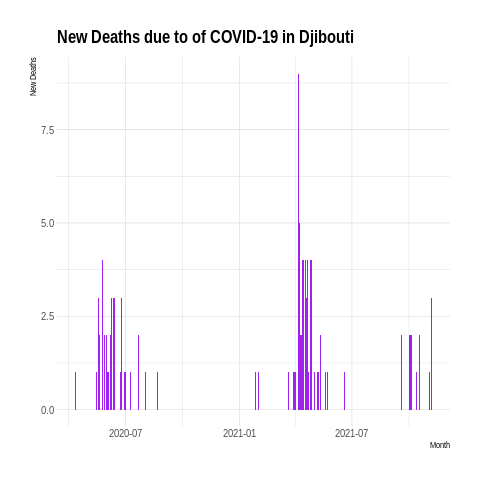 New Deaths due to of COVID-19 in Djibouti
New Deaths
7.5
5.0
2.5
0.0
2020-07
2021-01
2021-07
Month